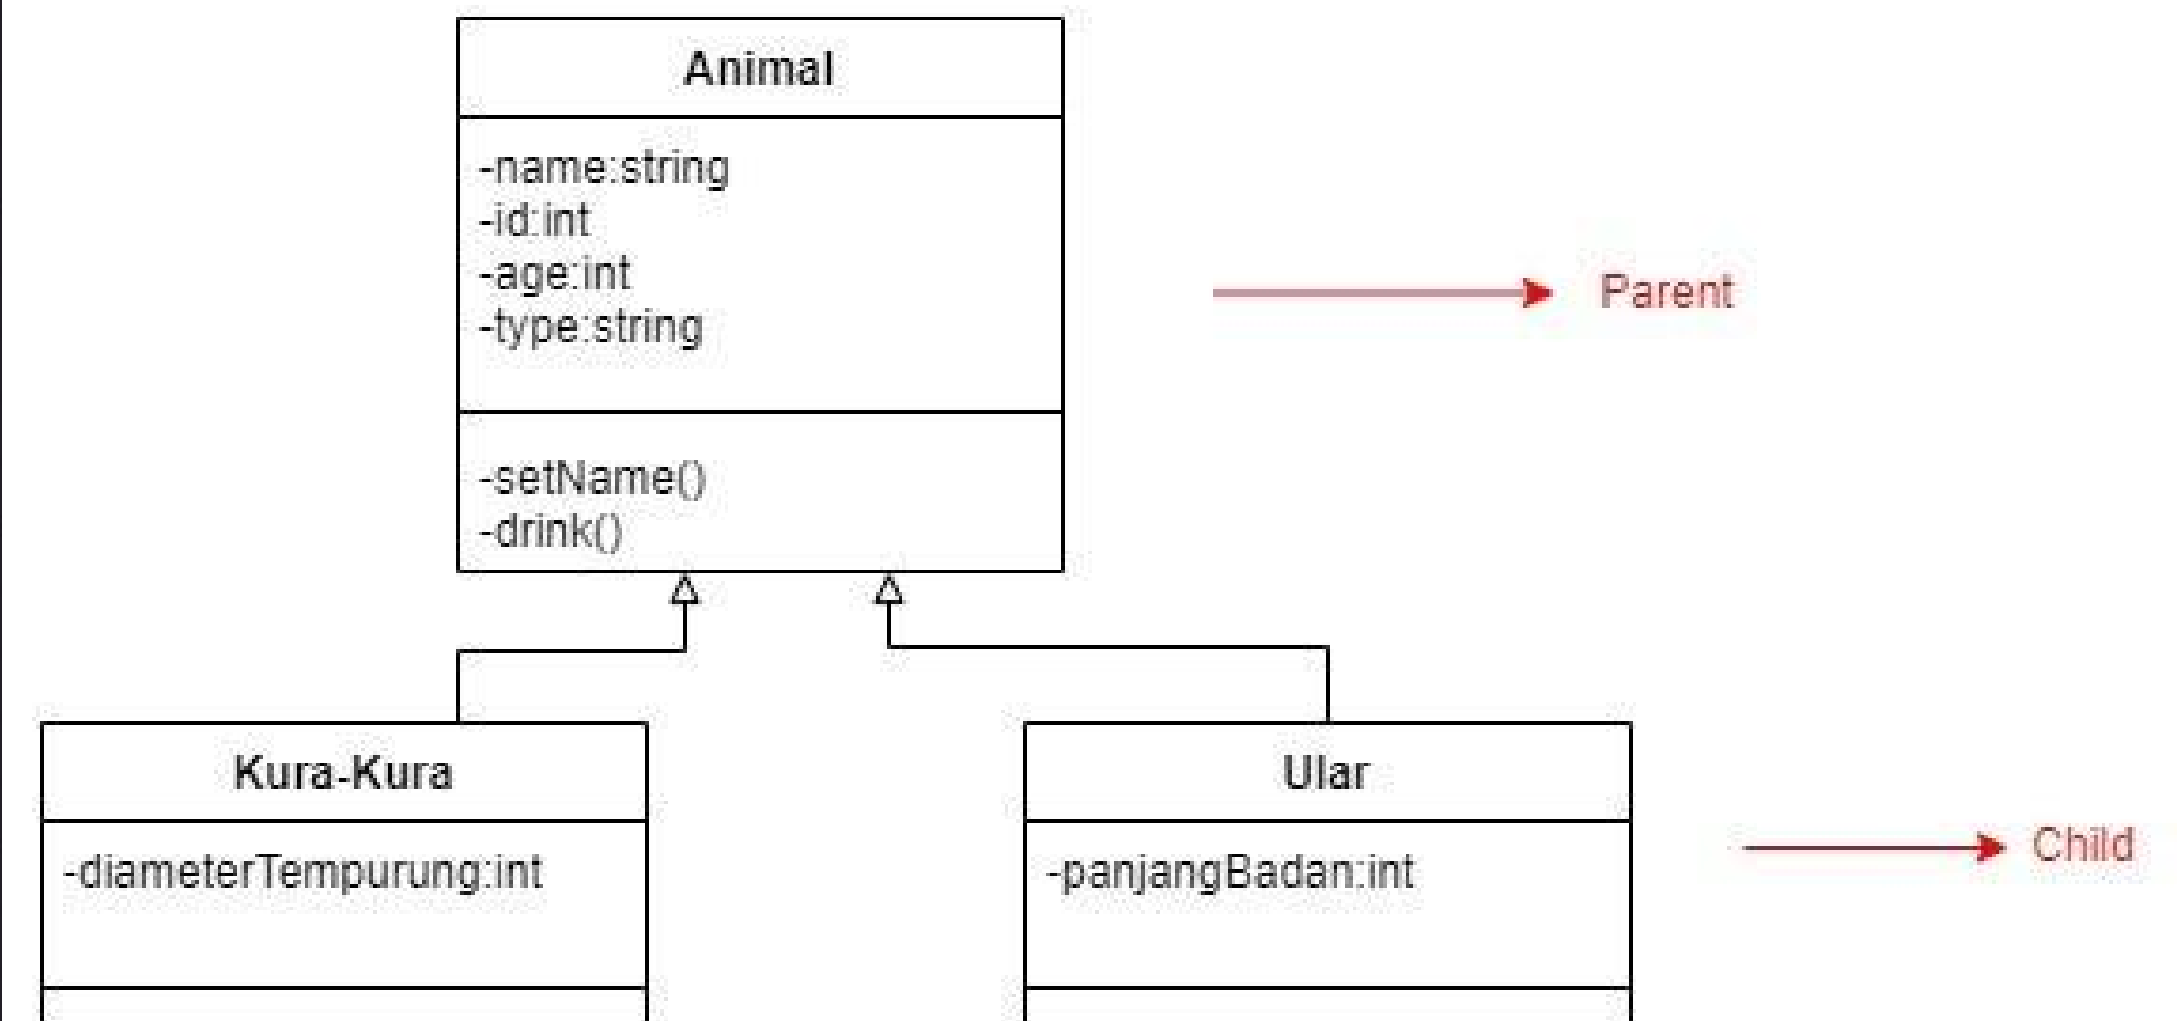 Animal
-name:string
-id:int
-age:int
-type:string
-setName()
-drink()
Parent
Kura-Kura
-diameterTempurung:int
Ular
-panjangBadan:int
Child